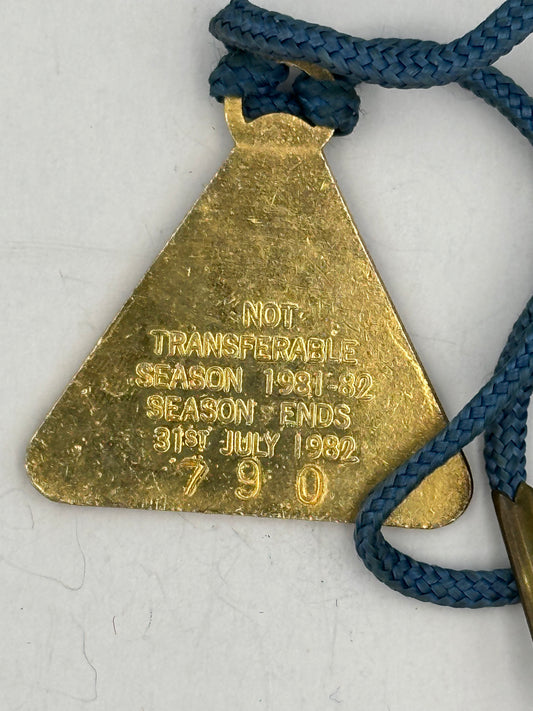 NOT
TRANSFERABLE
SEASON 1981-82
SEASON ENDS
31ST JULY 1982
790